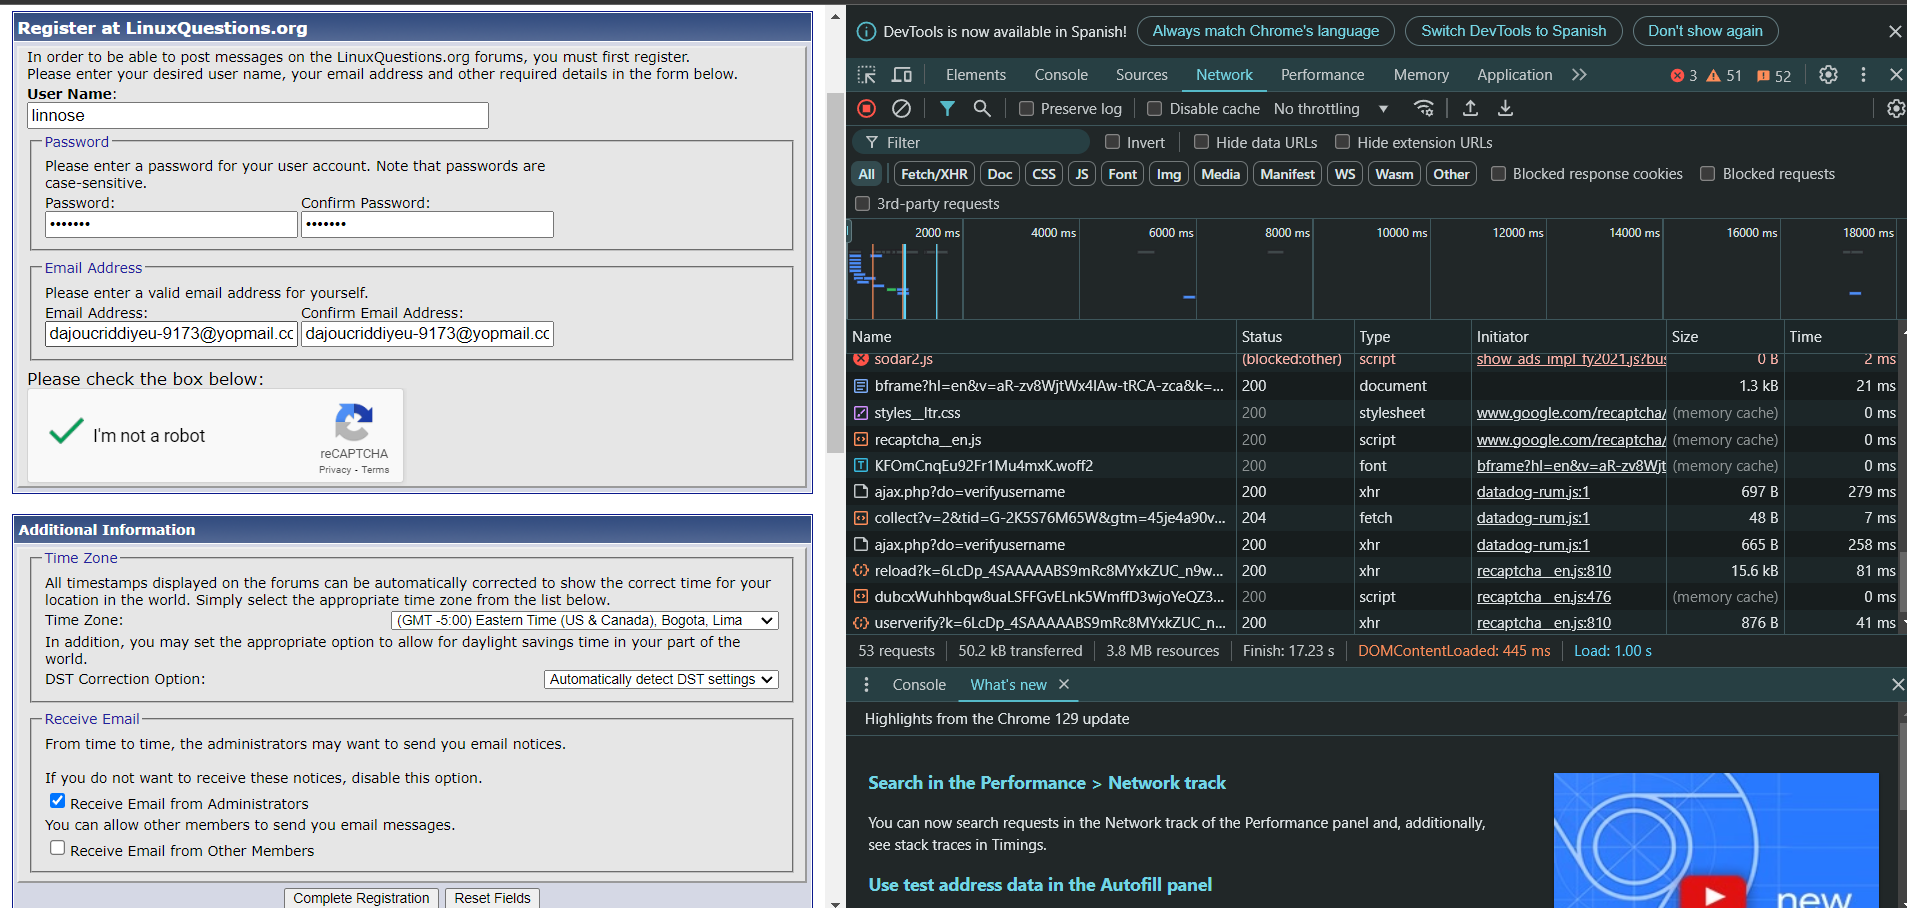 Register at LinuxQuestions.org
In order to be able to post messages on the LinuxQuestions.org forums, you must first register.
Please enter your desired user name, your email address and other required details in the form below.
User Name:
linnose
Password
Please enter a password for your user account. Note that passwords are
case-sensitive.
Password: Confirm Password:
••••••• •••••••
Email Address
Please enter a valid email address for yourself.
Email Address: Confirm Email Address:
dajoucriddiyeu-9173@yopmail.cc dajoucriddiyeu-9173@yopmail.cc
Please check the box below:
I'm not a robot
reCAPTCHA
Privacy - Terms
Additional Information
Time Zone
All timestamps displayed on the forums can be automatically corrected to show the correct time for your
location in the world. Simply select the appropriate time zone from the list below.
Time Zone: (GMT -5:00) Eastern Time (US & Canada), Bogota, Lima
In addition, you may set the appropriate option to allow for daylight savings time in your part of the
world.
DST Correction Option: Automatically detect DST settings
Receive Email
From time to time, the administrators may want to send you email notices.
If you do not want to receive these notices, disable this option.
Receive Email from Administrators
You can allow other members to send you email messages.
Receive Email from Other Members
Complete Registration Reset Fields
DevTools is now available in Spanish! Always match Chrome's language Switch DevTools to Spanish Don't show again
Elements Console Sources Network Performance Memory Application 3 51 52
Preserve log Disable cache No throttling
Filter Invert Hide data URLs Hide extension URLs
All Fetch/XHR Doc CSS JS Font Img Media Manifest WS Wasm Other Blocked response cookies Blocked requests
3rd-party requests
2000 ms 4000 ms 6000 ms 8000 ms 10000 ms 12000 ms 14000 ms 16000 ms 18000 ms
Name Status Type Initiator Size Time
sodar2.js (blocked:other) script show_ads_impl_fy2021.js?bus 0 B 2 ms
bframe?hl=en&v=aR-zv8WjtWx4lAw-tRCA-zca&k=... 200 document 1.3 kB 21 ms
styles__ltr.css 200 stylesheet www.google.com/recaptcha/ (memory cache) 0 ms
recaptcha__en.js 200 script www.google.com/recaptcha/ (memory cache) 0 ms
KFOmCnqEu92Fr1Mu4mxK.woff2 200 font bframe?hl=en&v=aR-zv8Wjt (memory cache) 0 ms
ajax.php?do=verifyusername 200 xhr datadog-rum.js:1 697 B 279 ms
collect?v=2&tid=G-2K5S76M65W&gtm=45je4a90v... 204 fetch datadog-rum.js:1 48 B 7 ms
ajax.php?do=verifyusername 200 xhr datadog-rum.js:1 665 B 258 ms
reload?k=6LcDp_4SAAAAABS9mRc8MYxkZUC_n9w... 200 xhr recaptcha__en.js:810 15.6 kB 81 ms
dubcxWuhhbqw8uaLSFFGvELnk5WmffD3wjoYeQZ3... 200 script recaptcha__en.js:476 (memory cache) 0 ms
userverify?k=6LcDp_4SAAAAABS9mRc8MYxkZUC_n... 200 xhr recaptcha__en.js:810 876 B 41 ms
53 requests 50.2 kB transferred 3.8 MB resources Finish: 17.23 s DOMContentLoaded: 445 ms Load: 1.00 s
Console What's new
Highlights from the Chrome 129 update
Search in the Performance > Network track
You can now search requests in the Network track of the Performance panel and, additionally,
see stack traces in Timings.
Use test address data in the Autofill panel
new